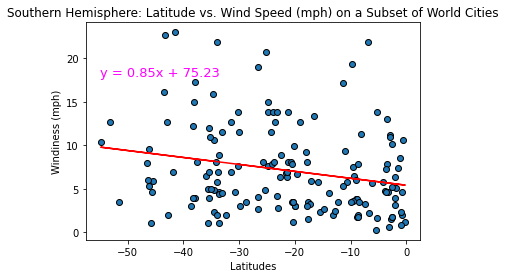 Southern Hemisphere: Latitude vs. Wind Speed (mph) on a Subset of World Cities
y = 0.85x + 75.23
Windiness (mph)
20
15
10
5
0
−50
−40
−30
−20
−10
0
Latitudes